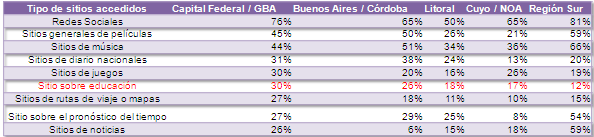 Tipo de sitios accedidos Capital Federal / GBA Buenos Aires / Córdoba Litoral Cuyo / NOA Región Sur
Redes Sociales 76% 65% 50% 65% 81%
Sitios generales de películas 45% 50% 26% 21% 59%
Sitios de música 44% 51% 34% 36% 66%
Sitios de diario nacionales 31% 38% 24% 13% 20%
Sitios de juegos 30% 20% 16% 26% 19%
Sitio sobre educación 30% 25% 18% 17% 12%
Sitios de rutas de viaje o mapas 27% 18% 11% 10% 15%
Sitio sobre el pronóstico del tiempo 27% 29% 25% 8% 54%
Sitios de noticias 26% 6% 15% 18% 59%